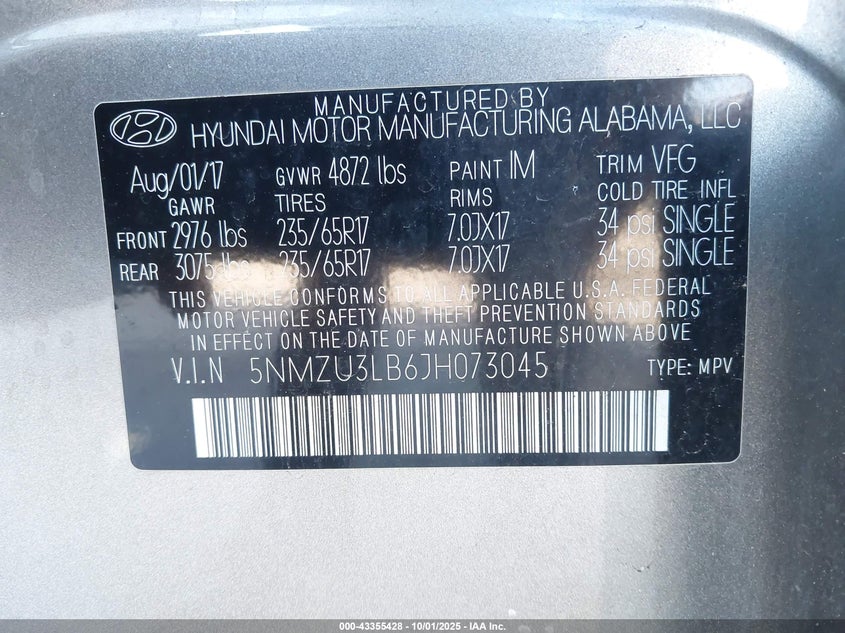 MANUFACTURED BY
HYUNDAI MOTOR MANUFACTURING ALABAMA, LLC
Aug/01/17 GVWR 4872 lbs PAINT IM TRIM VFG
GAWR TIRES RIMS COLD TIRE INFL
FRONT 2976 lbs 235/65R17 7.0JX17 34 psi SINGLE
REAR 3075 lbs 235/65R17 7.0JX17 34 psi SINGLE
THIS VEHICLE CONFORMS TO ALL APPLICABLE U.S.A. FEDERAL
MOTOR VEHICLE SAFETY AND THEFT PREVENTION STANDARDS
IN EFFECT ON THE DATE OF MANUFACTURE SHOWN ABOVE
V.I.N 5NMZU3LB6JH073045 TYPE: MPV
000-43355428 - 10/01/2025 - IAA Inc.